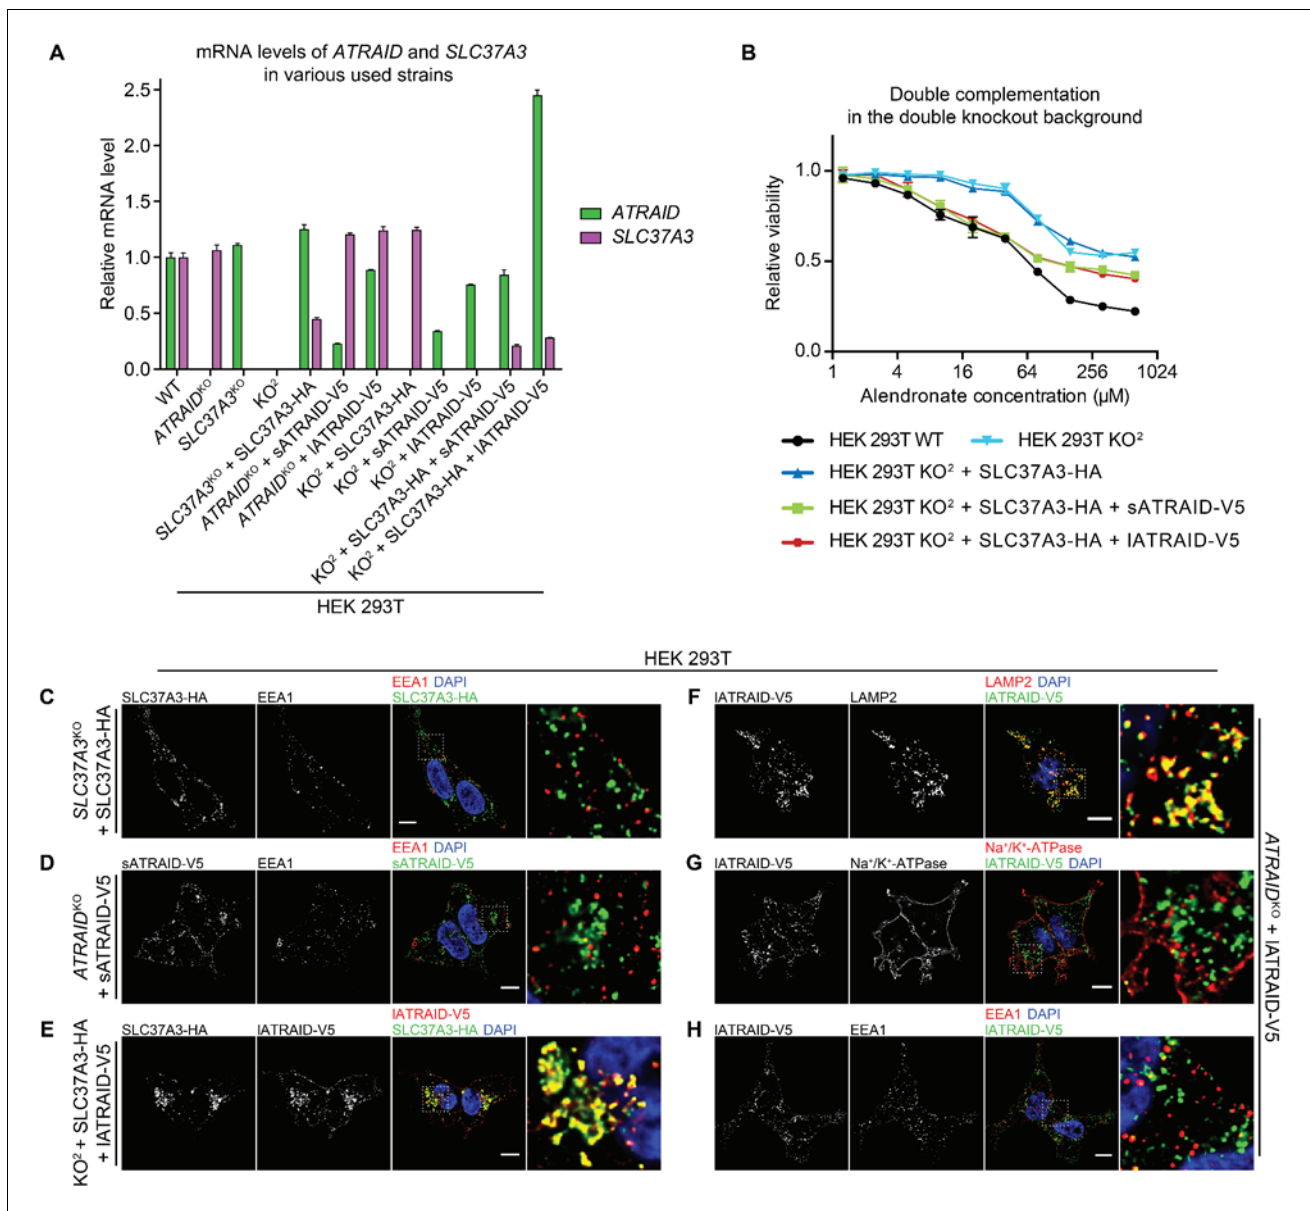 A
mRNA levels of ATRAID and SLC37A3
in various used strains
Relative mRNA level
2.5
2.0
1.5
1.0
0.5
0.0
ATRAID
SLC37A3
WT
ATRAIDᴷᴼ
SLC37A3ᴷᴼ
KO²
SLC37A3ᴷᴼ + SLC37A3-HA
ATRAIDᴷᴼ + sATRAID-V5
ATRAIDᴷᴼ + lATRAID-V5
KO² + SLC37A3-HA
KO² + sATRAID-V5
KO² + lATRAID-V5
KO² + SLC37A3-HA + sATRAID-V5
KO² + SLC37A3-HA + lATRAID-V5
HEK 293T
B
Double complementation
in the double knockout background
Relative viability
1.0
0.5
0.0
1 4 16 64 256 1024
Alendronate concentration (µM)
HEK 293T WT
HEK 293T KO²
HEK 293T KO² + SLC37A3-HA
HEK 293T KO² + SLC37A3-HA + sATRAID-V5
HEK 293T KO² + SLC37A3-HA + lATRAID-V5
HEK 293T
C
SLC37A3ᴷᴼ
+ SLC37A3-HA
SLC37A3-HA
EEA1
EEA1 DAPI
SLC37A3-HA
D
ATRAIDᴷᴼ
+ sATRAID-V5
sATRAID-V5
EEA1
EEA1 DAPI
sATRAID-V5
E
KO² + SLC37A3-HA
+ lATRAID-V5
SLC37A3-HA
lATRAID-V5
lATRAID-V5
SLC37A3-HA DAPI
F
lATRAID-V5
LAMP2
LAMP2 DAPI
lATRAID-V5
G
lATRAID-V5
Na⁺/K⁺-ATPase
Na⁺/K⁺-ATPase
lATRAID-V5 DAPI
H
lATRAID-V5
EEA1
EEA1 DAPI
lATRAID-V5
ATRAIDᴷᴼ + lATRAID-V5